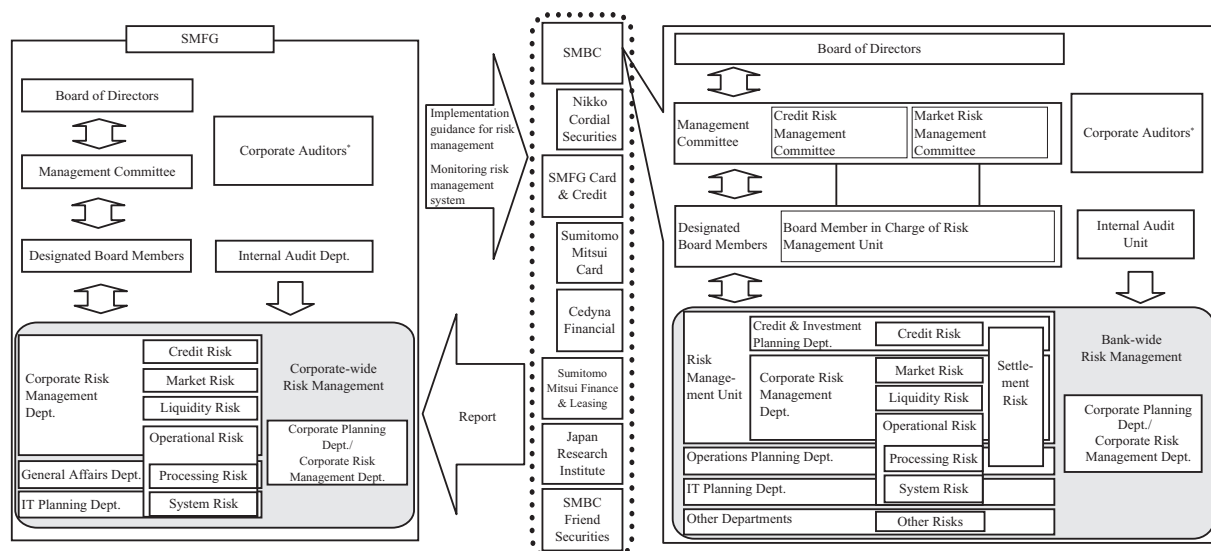 SMFG
Board of Directors
Corporate Auditors*
Management Committee
Designated Board Members
Internal Audit Dept.
Corporate Risk
Management
Dept.
Credit Risk
Market Risk
Liquidity Risk
Operational Risk
General Affairs Dept.
Processing Risk
IT Planning Dept.
System Risk
Corporate-wide
Risk Management
Corporate Planning
Dept./
Corporate Risk
Management Dept.
Implementation
guidance for risk
management
Monitoring risk
management
system
Report
SMBC
Nikko
Cordial
Securities
SMFG Card
& Credit
Sumitomo
Mitsui
Card
Cedyna
Financial
Sumitomo
Mitsui Finance
& Leasing
Japan
Research
Institute
SMBC
Friend
Securities
Board of Directors
Management
Committee
Credit Risk
Management
Committee
Market Risk
Management
Committee
Corporate Auditors*
Designated
Board Members
Board Member in Charge of Risk
Management Unit
Internal Audit
Unit
Risk
Manage-
ment Unit
Credit & Investment
Planning Dept.
Credit Risk
Corporate Risk
Management
Dept.
Market Risk
Liquidity Risk
Operational Risk
Settlement
Risk
Operations Planning Dept.
Processing Risk
IT Planning Dept.
System Risk
Other Departments
Other Risks
Bank-wide
Risk Management
Corporate Planning
Dept./
Corporate Risk
Management Dept.